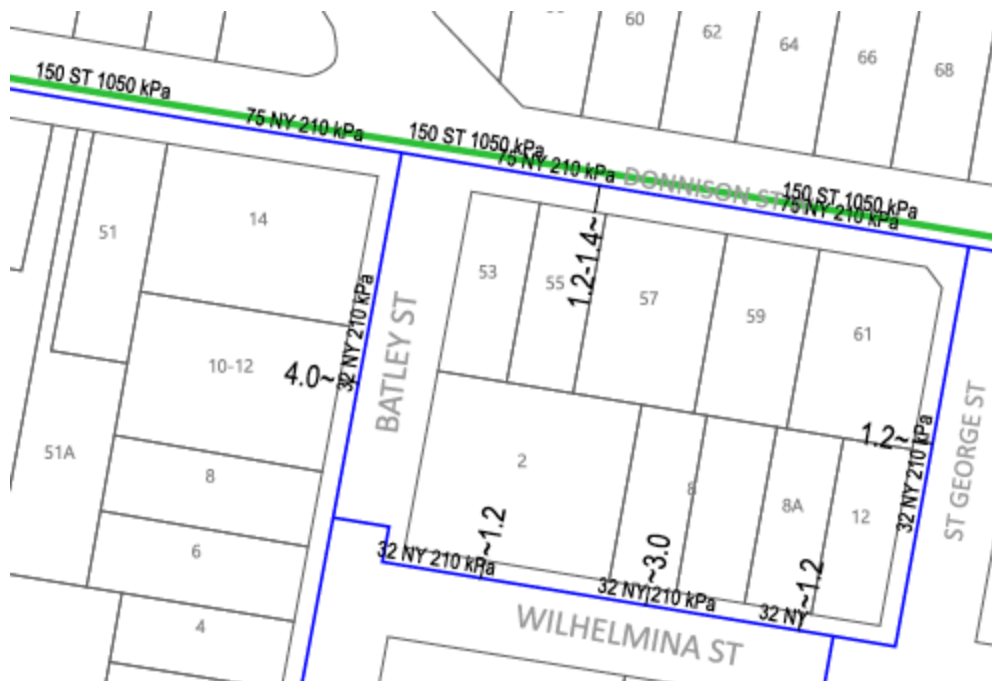 60
62
64
66
68
150 ST 1050 kPa
75 NY 210 kPa
150 ST 1050 kPa
75 NY 210 kPa
DONNISON ST
150 ST 1050 kPa
75 NY 210 kPa
51
14
53
55
1.2-1.4~
57
59
61
32 NY 210 kPa
BATLEY ST
10-12
4.0~
51A
8
6
4
2
~1.2
8
~3.0
8A
~1.2
12
1.2~
32 NY 210 kPa
ST GEORGE ST
32 NY 210 kPa
32 NY 210 kPa
32 NY
WILHELMINA ST